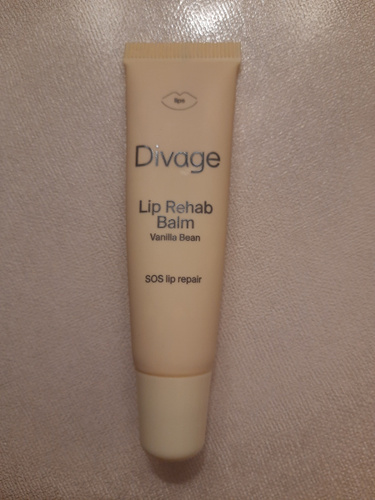 lips
Divage
Lip Rehab
Balm
Vanilla Bean
SOS lip repair